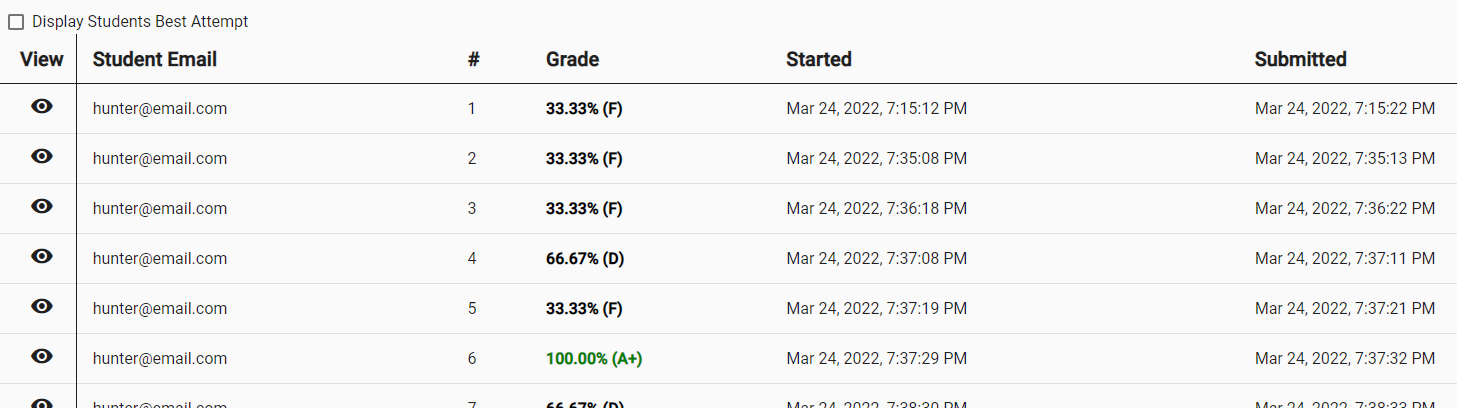 Display Students Best Attempt
View Student Email # Grade Started Submitted
hunter@email.com 1 33.33% (F) Mar 24, 2022, 7:15:12 PM Mar 24, 2022, 7:15:22 PM
hunter@email.com 2 33.33% (F) Mar 24, 2022, 7:35:08 PM Mar 24, 2022, 7:35:13 PM
hunter@email.com 3 33.33% (F) Mar 24, 2022, 7:36:18 PM Mar 24, 2022, 7:36:22 PM
hunter@email.com 4 66.67% (D) Mar 24, 2022, 7:37:08 PM Mar 24, 2022, 7:37:11 PM
hunter@email.com 5 33.33% (F) Mar 24, 2022, 7:37:19 PM Mar 24, 2022, 7:37:21 PM
hunter@email.com 6 100.00% (A+) Mar 24, 2022, 7:37:29 PM Mar 24, 2022, 7:37:32 PM
hunter@email.com 7 66.67% (D) Mar 24, 2022, 7:38:30 PM Mar 24, 2022, 7:38:33 PM